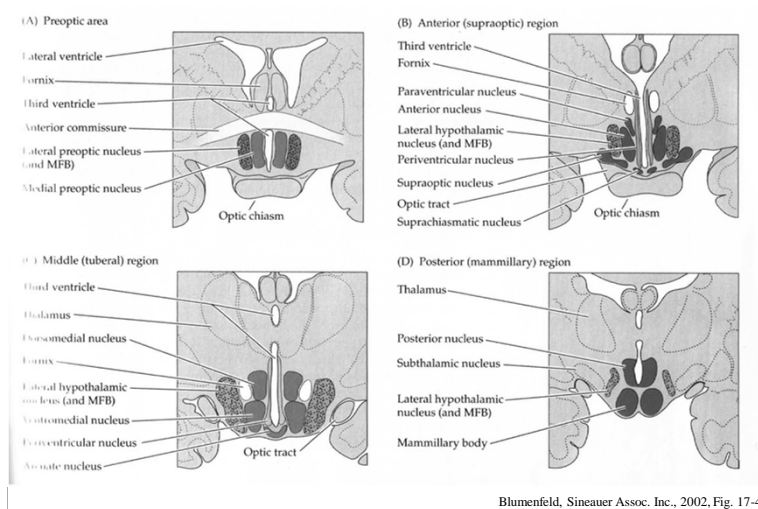 (A) Preoptic area
Lateral ventricle
Fornix
Third ventricle
Anterior commissure
Lateral preoptic nucleus
(and MFB)
Medial preoptic nucleus
Optic chiasm
(B) Anterior (supraoptic) region
Third ventricle
Fornix
Paraventricular nucleus
Anterior nucleus
Lateral hypothalamic
nucleus (and MFB)
Periventricular nucleus
Supraoptic nucleus
Optic tract
Suprachiasmatic nucleus
Optic chiasm
(C) Middle (tuberal) region
Third ventricle
Thalamus
Dorsomedial nucleus
Fornix
Lateral hypothalamic
nucleus (and MFB)
Ventromedial nucleus
Periventricular nucleus
Arcuate nucleus
Optic tract
(D) Posterior (mammillary) region
Thalamus
Posterior nucleus
Subthalamic nucleus
Lateral hypothalamic
nucleus (and MFB)
Mammillary body
Blumenfeld, Sineauer Assoc. Inc., 2002, Fig. 17-4